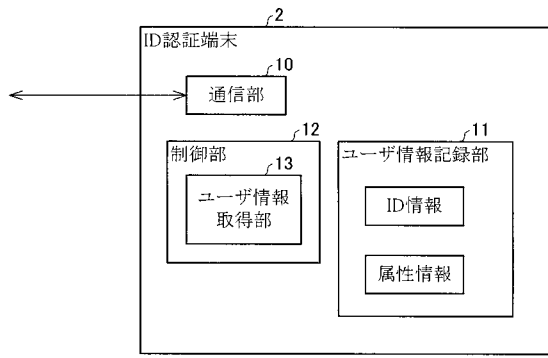 2
ID認証端末
10
通信部
12
11
制御部
ユーザ情報記録部
13
ユーザ情報
取得部
ID情報
属性情報